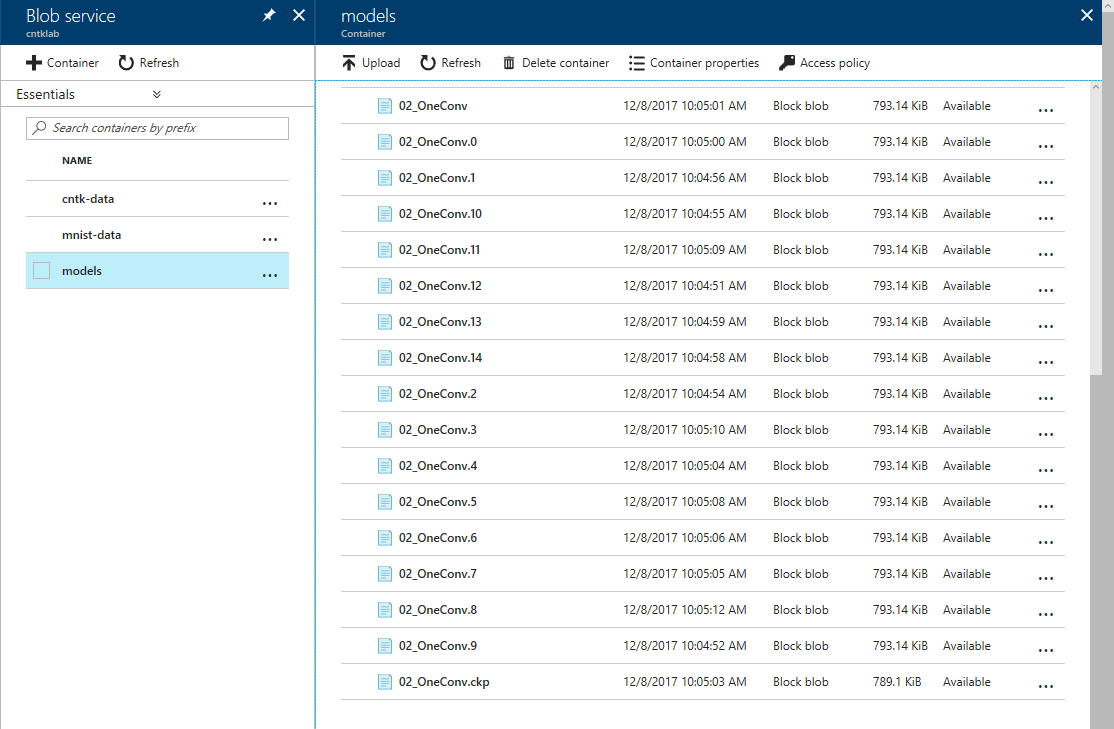 Blob service
cntklab
Container Refresh
Essentials
Search containers by prefix
NAME
cntk-data ...
mnist-data ...
models ...
models
Container
Upload Refresh Delete container Container properties Access policy
02_OneConv 12/8/2017 10:05:01 AM Block blob 793.14 KiB Available ...
02_OneConv.0 12/8/2017 10:05:00 AM Block blob 793.14 KiB Available ...
02_OneConv.1 12/8/2017 10:04:56 AM Block blob 793.14 KiB Available ...
02_OneConv.10 12/8/2017 10:04:55 AM Block blob 793.14 KiB Available ...
02_OneConv.11 12/8/2017 10:05:09 AM Block blob 793.14 KiB Available ...
02_OneConv.12 12/8/2017 10:04:51 AM Block blob 793.14 KiB Available ...
02_OneConv.13 12/8/2017 10:04:59 AM Block blob 793.14 KiB Available ...
02_OneConv.14 12/8/2017 10:04:58 AM Block blob 793.14 KiB Available ...
02_OneConv.2 12/8/2017 10:04:54 AM Block blob 793.14 KiB Available ...
02_OneConv.3 12/8/2017 10:05:10 AM Block blob 793.14 KiB Available ...
02_OneConv.4 12/8/2017 10:05:04 AM Block blob 793.14 KiB Available ...
02_OneConv.5 12/8/2017 10:05:08 AM Block blob 793.14 KiB Available ...
02_OneConv.6 12/8/2017 10:05:06 AM Block blob 793.14 KiB Available ...
02_OneConv.7 12/8/2017 10:05:05 AM Block blob 793.14 KiB Available ...
02_OneConv.8 12/8/2017 10:05:12 AM Block blob 793.14 KiB Available ...
02_OneConv.9 12/8/2017 10:04:52 AM Block blob 793.14 KiB Available ...
02_OneConv.ckp 12/8/2017 10:05:03 AM Block blob 789.1 KiB Available ...